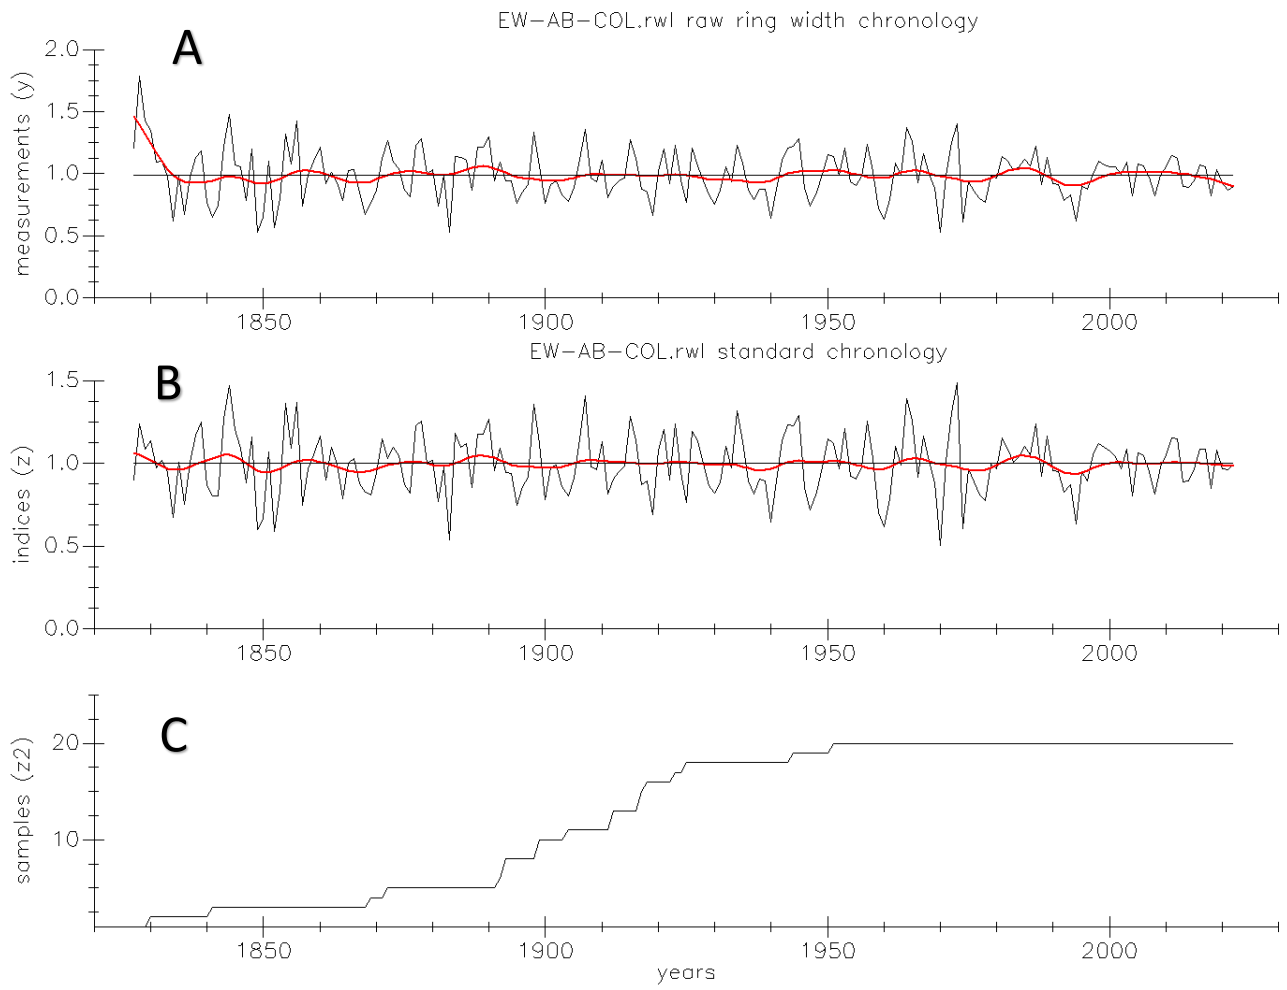 EW-AB-COL.rwl raw ring width chronology
A
measurements (y)
2.0
1.5
1.0
0.5
0.0
1850 1900 1950 2000
EW-AB-COL.rwl standard chronology
B
indices (z)
1.5
1.0
0.5
0.0
1850 1900 1950 2000
C
samples (z2)
20
10
1850 1900 1950 2000
years